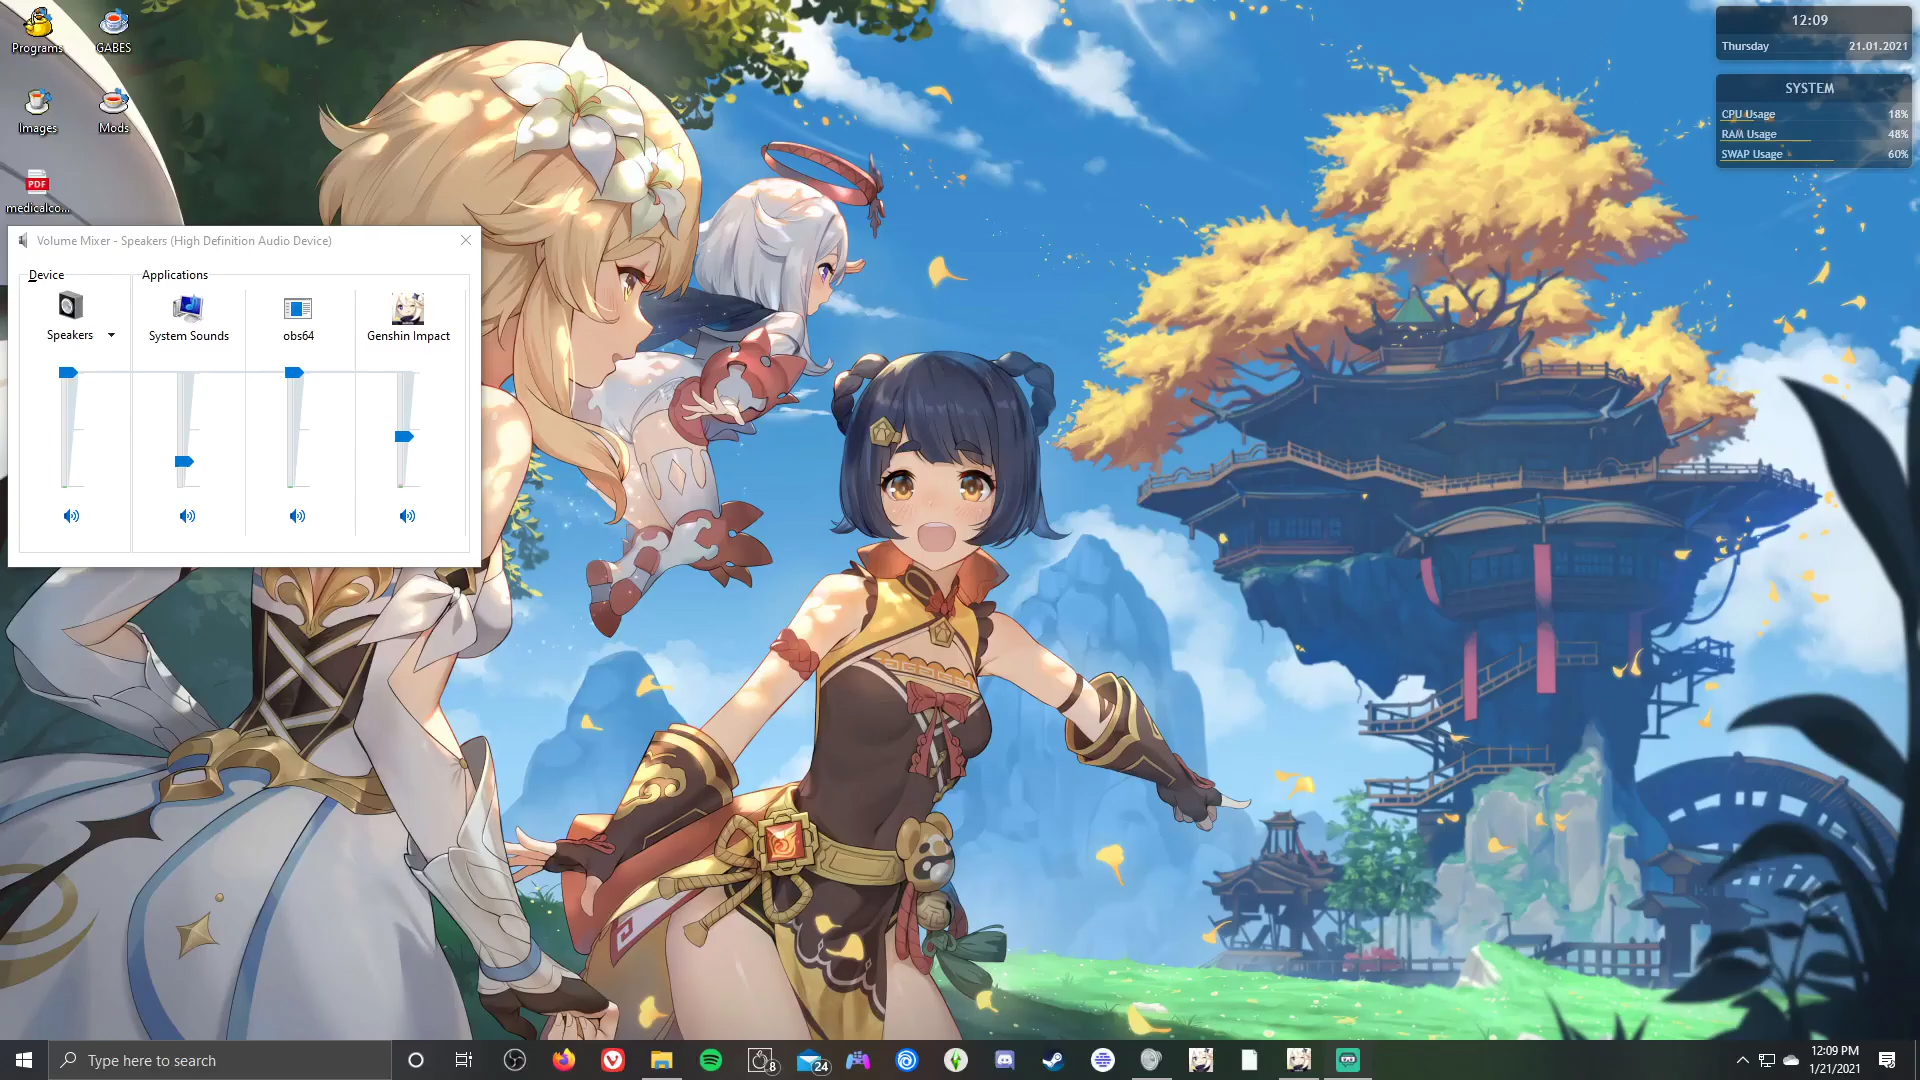 Programs
GABES
Images
Mods
PDF
medicalco...
12:09
Thursday 21.01.2021
SYSTEM
CPU Usage 18%
RAM Usage 48%
SWAP Usage 60%
Volume Mixer - Speakers (High Definition Audio Device)
Device
Applications
Speakers
System Sounds
obs64
Genshin Impact
Type here to search
8
24
12:09 PM
1/21/2021